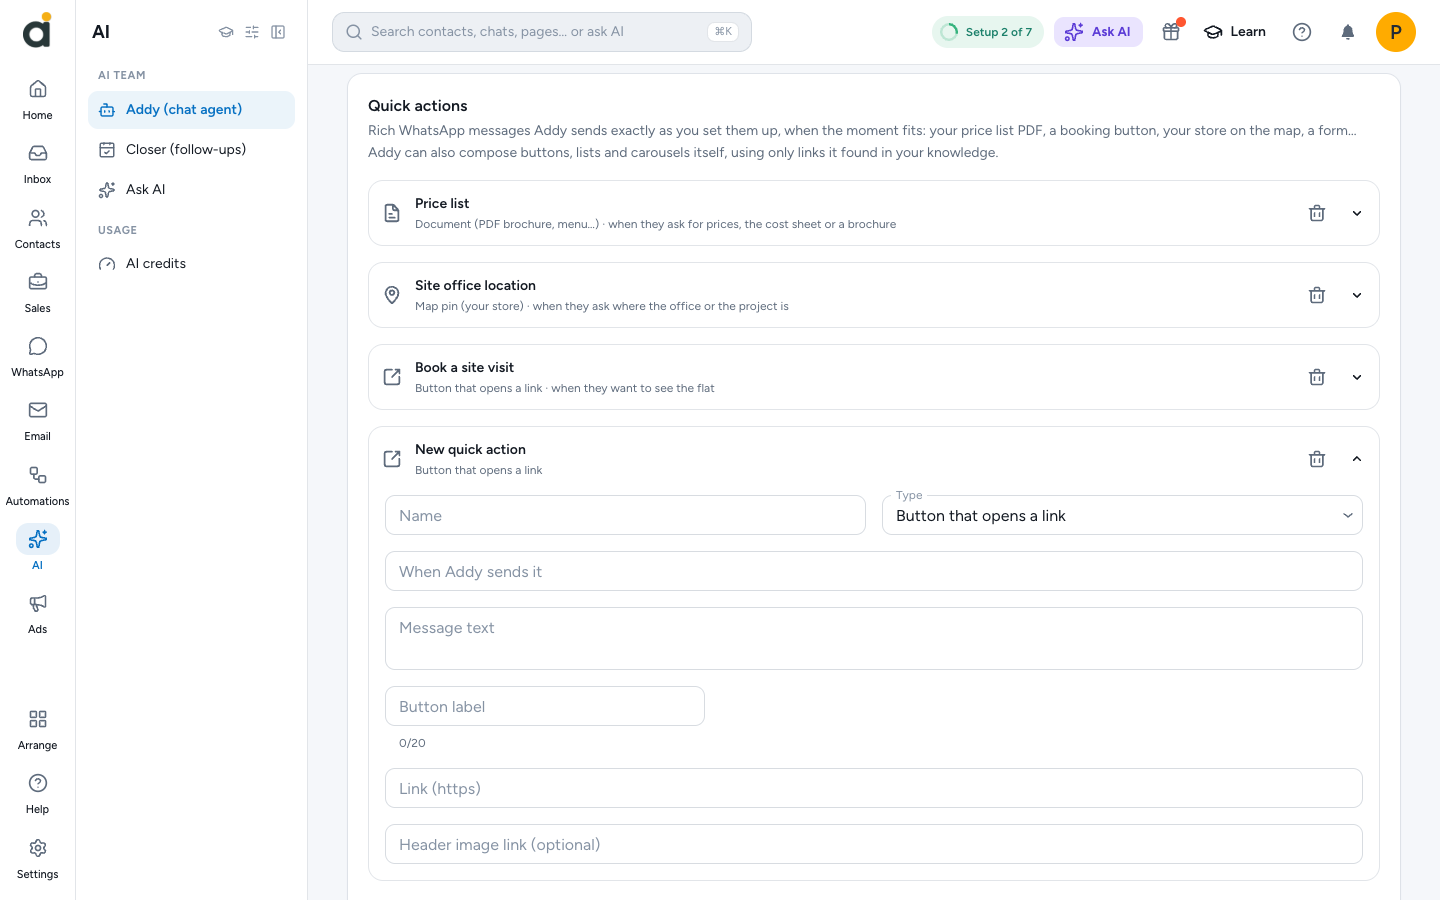 AI
Search contacts, chats, pages... or ask AI
⌘K
Setup 2 of 7
Ask AI
Learn
P
Home
Inbox
Contacts
Sales
WhatsApp
Email
Automations
AI
Ads
Arrange
Help
Settings
AI TEAM
Addy (chat agent)
Closer (follow-ups)
Ask AI
USAGE
AI credits
Quick actions
Rich WhatsApp messages Addy sends exactly as you set them up, when the moment fits: your price list PDF, a booking button, your store on the map, a form...
Addy can also compose buttons, lists and carousels itself, using only links it found in your knowledge.
Price list
Document (PDF brochure, menu...) · when they ask for prices, the cost sheet or a brochure
Site office location
Map pin (your store) · when they ask where the office or the project is
Book a site visit
Button that opens a link · when they want to see the flat
New quick action
Button that opens a link
Name
Type
Button that opens a link
When Addy sends it
Message text
Button label
0/20
Link (https)
Header image link (optional)